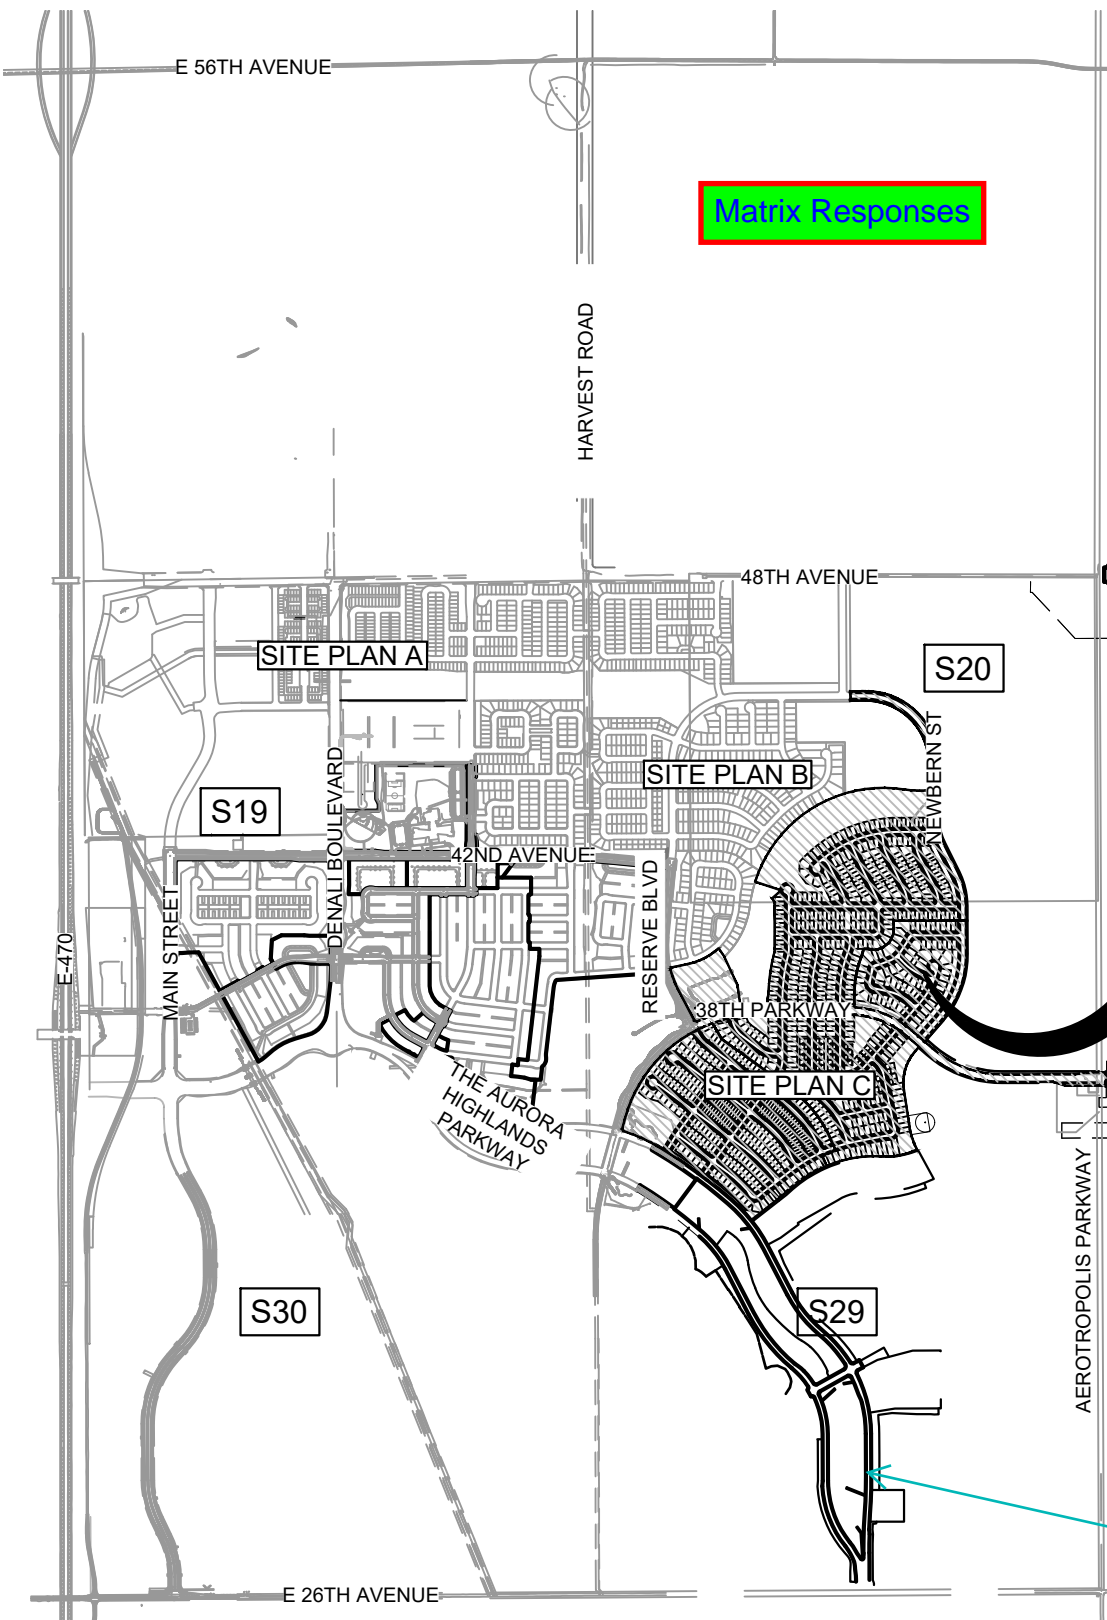 E 56TH AVENUE
Matrix Responses
HARVEST ROAD
48TH AVENUE
SITE PLAN A
S20
NEWBERN ST
SITE PLAN B
DENALI BOULEVARD
S19
42ND AVENUE
RESERVE BLVD
MAIN STREET
E-470
38TH PARKWAY
SITE PLAN C
THE AURORA
HIGHLANDS
PARKWAY
AEROTROPOLIS PARKWAY
S30
S29
E 26TH AVENUE